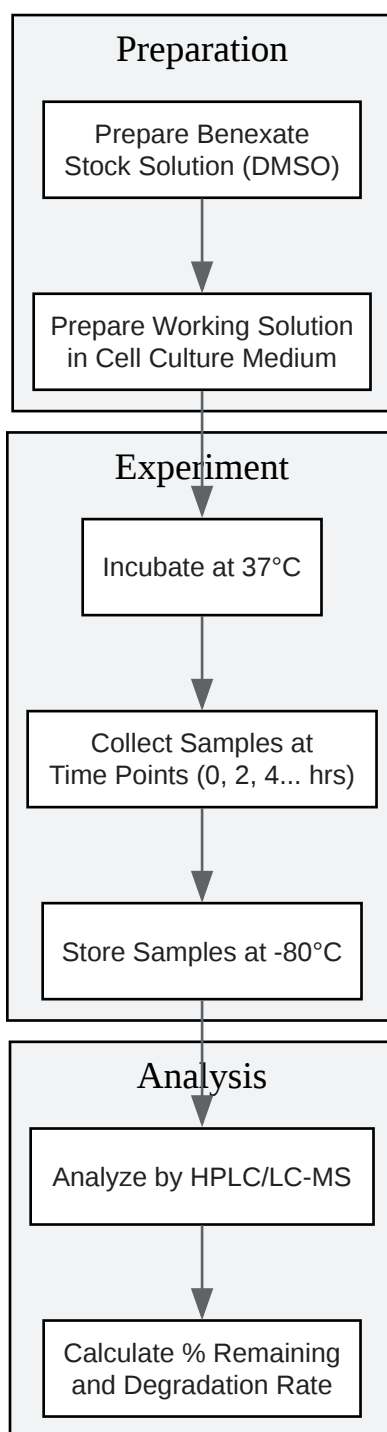 Preparation
Prepare Benexate
Stock Solution (DMSO)
Prepare Working Solution
in Cell Culture Medium
Experiment
Incubate at 37°C
Collect Samples at
Time Points (0, 2, 4... hrs)
Store Samples at -80°C
Analysis
Analyze by HPLC/LC-MS
Calculate % Remaining
and Degradation Rate